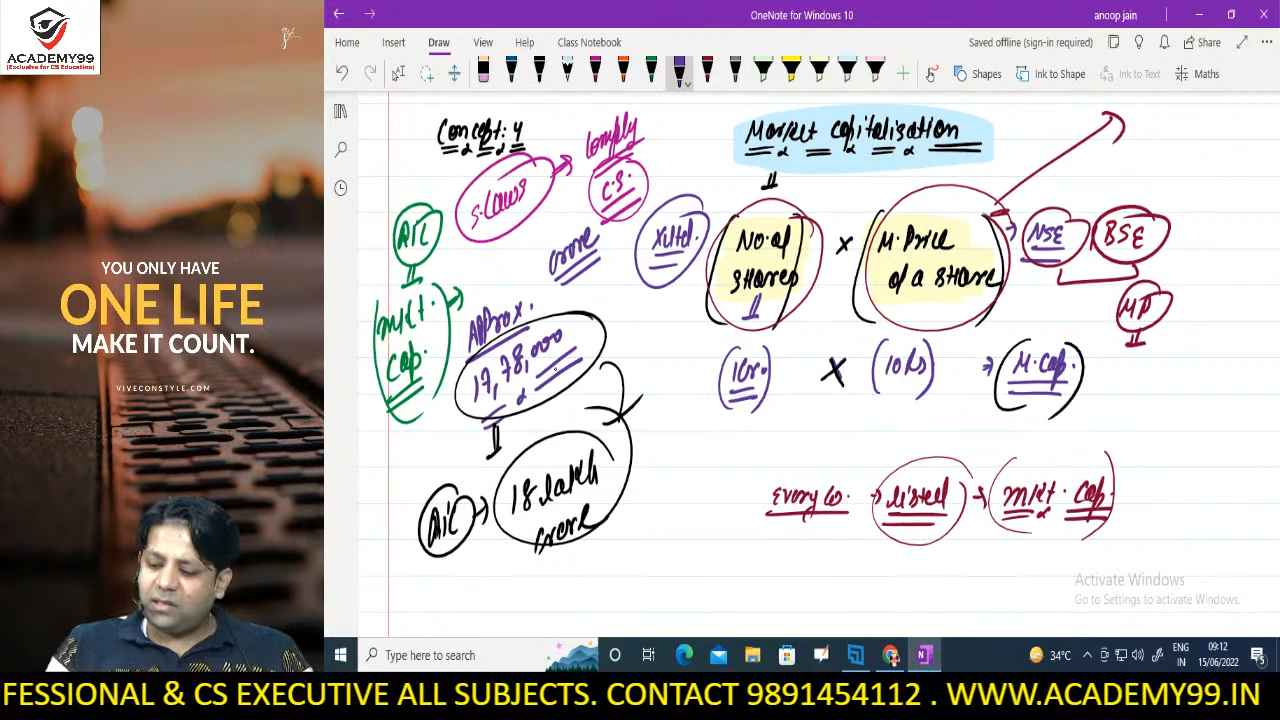 ACADEMY99
(Exclusive for CS Education)
YOU ONLY HAVE
ONE LIFE
MAKE IT COUNT.
VIVECONSTYLE.COM
OneNote for Windows 10
anoop jain
Home Insert Draw View Help Class Notebook
Saved offline (sign-in required)
Share
Shapes
Ink to Shape
Ink to Text
Maths
Concept: 4
Market Capitalisation
S. Laws
Comply
C.S.
crore
X Ltd.
No. of
shares
×
M. Price
of a share
NSE
BSE
M.P
RIL
Mkt.
Cap.
Approx.
17,78,000
1Cr.
×
10 Rs
M. Cap.
RIL
18 lakh
crore
Every Co.
listed
Mkt. Cap.
Activate Windows
Go to Settings to activate Windows.
Type here to search
34°C
ENG
IN
09:12
15/06/2022
5
FESSIONAL & CS EXECUTIVE ALL SUBJECTS. CONTACT 9891454112 . WWW.ACADEMY99.IN